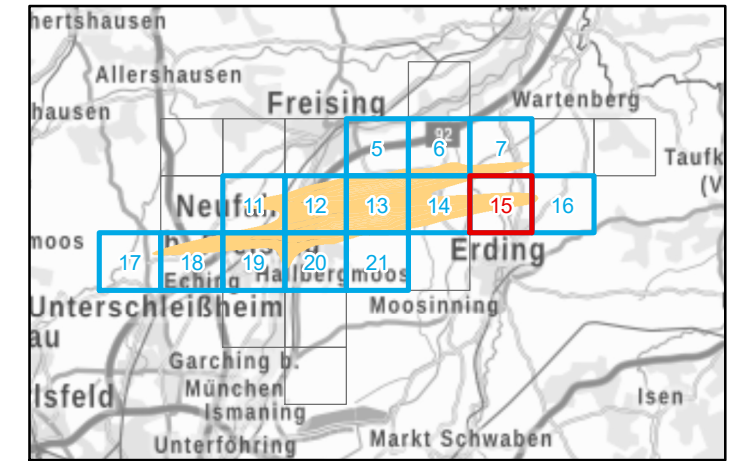 hertshausen
Allershausen
hausen
Freising
Wartenberg
92
5
6
7
Taufk
(V
11
12
13
14
15
16
moos
17
18
19
20
21
Eching
Hallbergmoos
Erding
Unterschleißheim
au
Moosinning
Garching b.
München
lsfeld
Ismaning
Isen
Unterföhring
Markt Schwaben